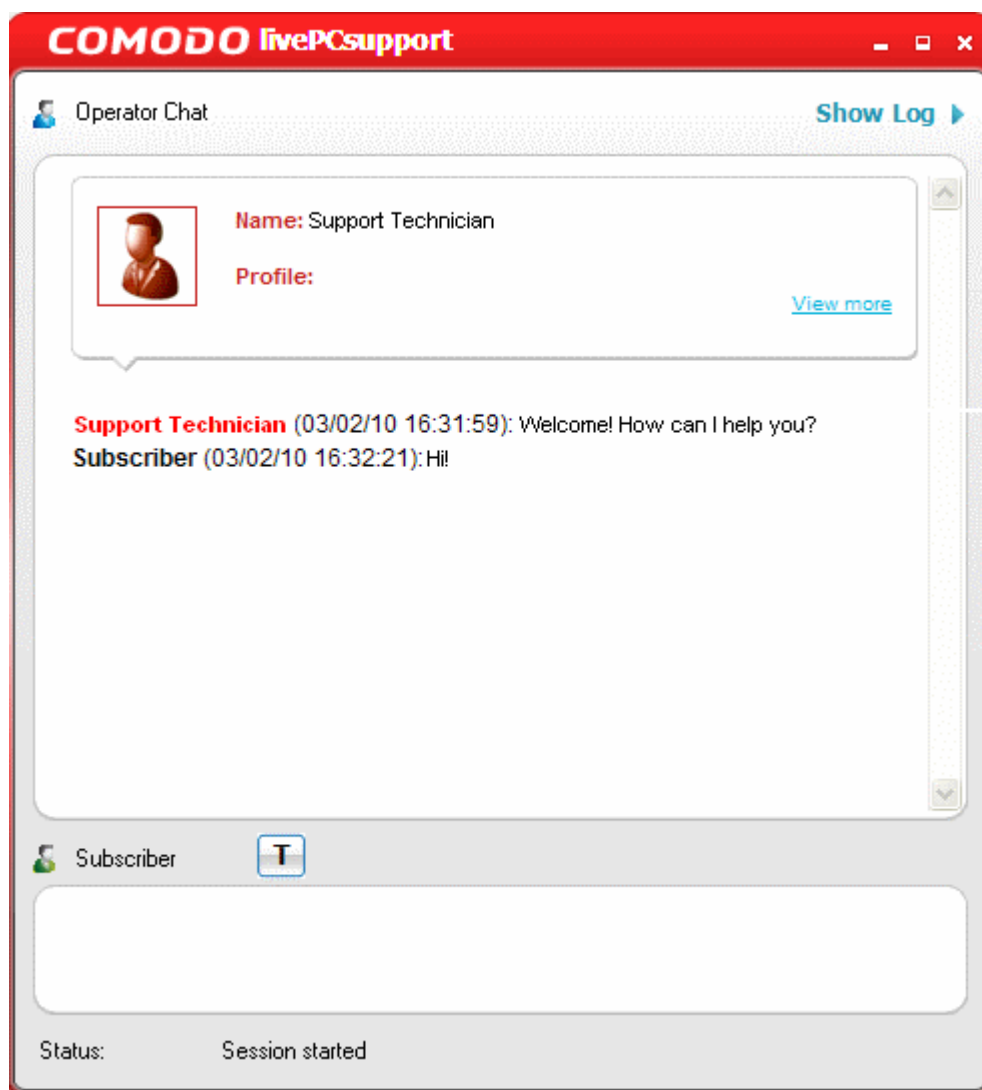 COMODO livePCsupport
Operator Chat
Show Log
Name: Support Technician
Profile:
View more
Support Technician (03/02/10 16:31:59): Welcome! How can I help you?
Subscriber (03/02/10 16:32:21): Hi!
Subscriber
T
Status: Session started